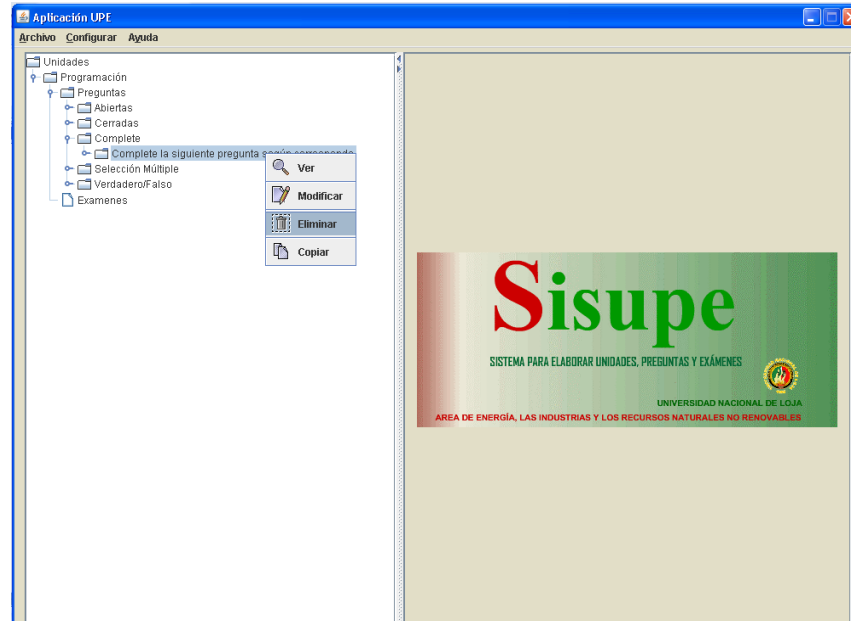 Aplicación UPE
Archivo Configurar Ayuda
Unidades
Programación
Preguntas
Abiertas
Cerradas
Complete
Complete la siguiente pregunta según corresponda
Selección Múltiple
Verdadero/Falso
Examenes
Ver
Modificar
Eliminar
Copiar
Sisupe
SISTEMA PARA ELABORAR UNIDADES, PREGUNTAS Y EXÁMENES
UNIVERSIDAD NACIONAL DE LOJA
AREA DE ENERGÍA, LAS INDUSTRIAS Y LOS RECURSOS NATURALES NO RENOVABLES